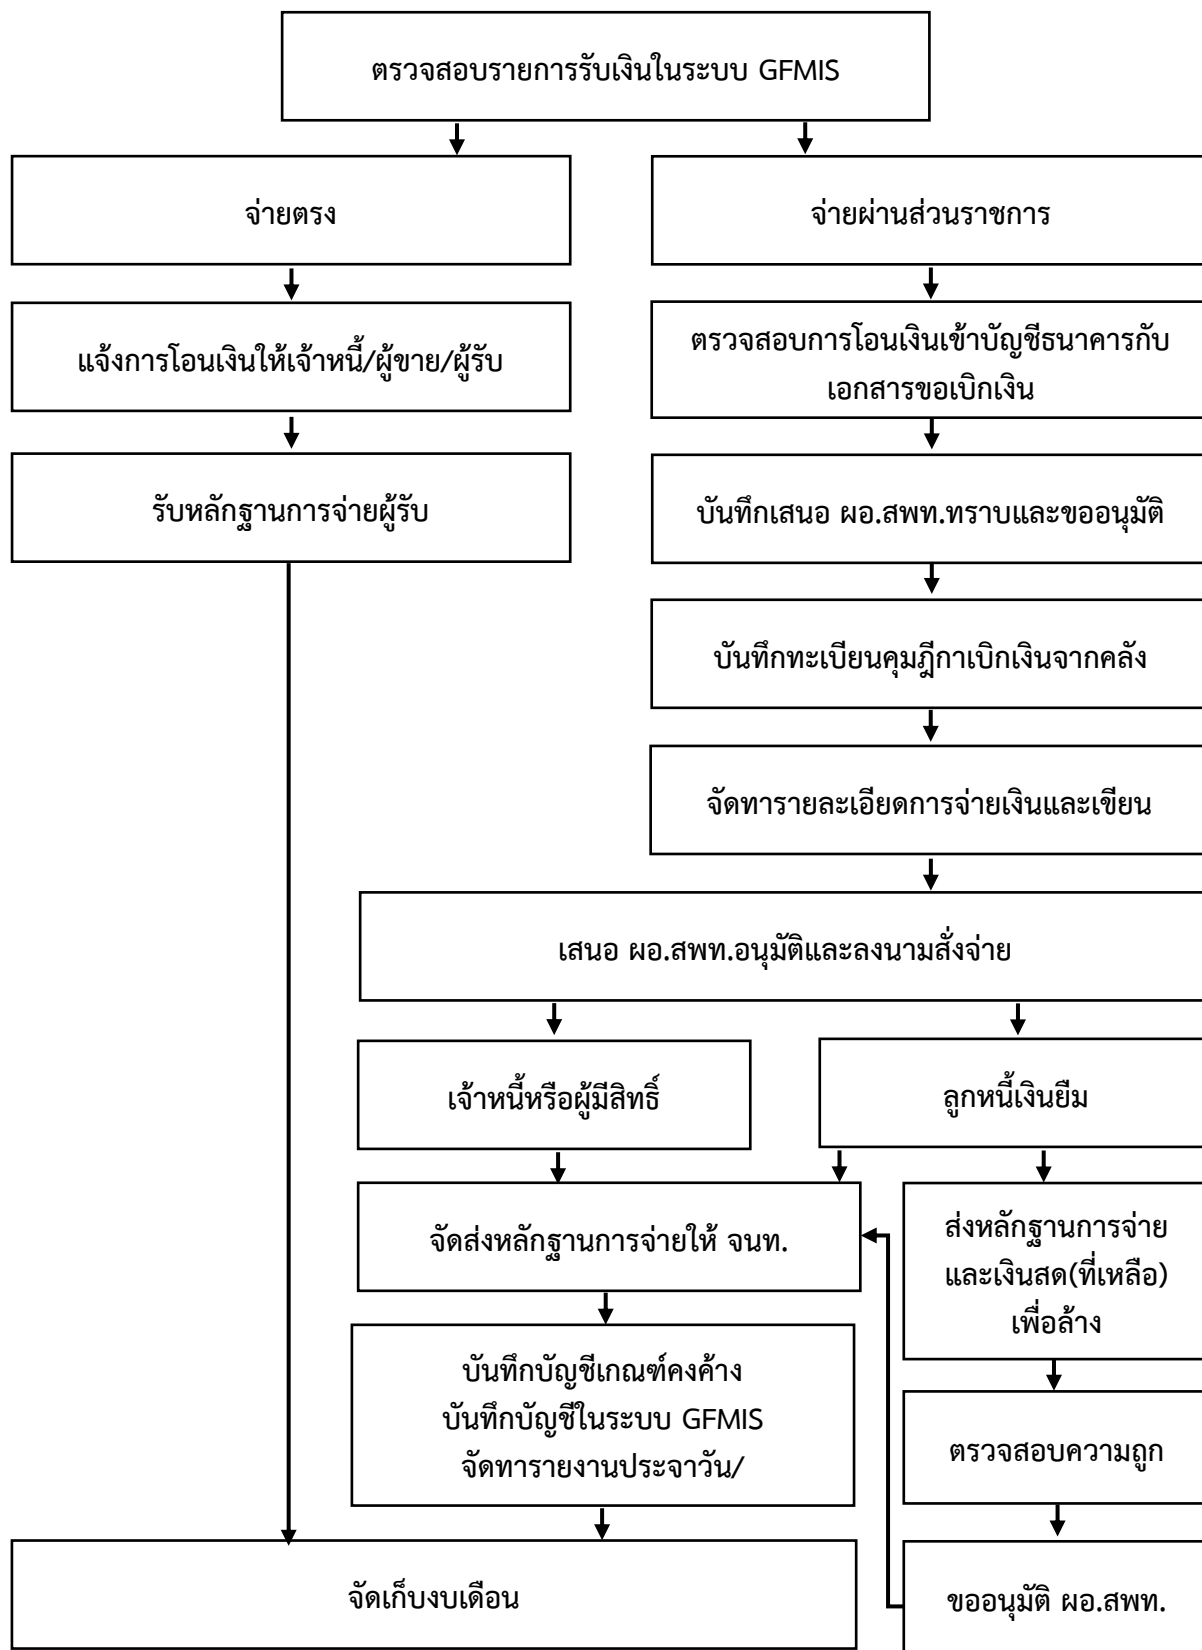 ตรวจสอบรายการรับเงินในระบบ GFMIS
จ่ายตรง
จ่ายผ่านส่วนราชการ
แจ้งการโอนเงินให้เจ้าหนี้/ผู้ขาย/ผู้รับ
ตรวจสอบการโอนเงินเข้าบัญชีธนาคารกับ
เอกสารขอเบิกเงิน
รับหลักฐานการจ่ายผู้รับ
บันทึกเสนอ ผอ.สพท.ทราบและขออนุมัติ
บันทึกทะเบียนคุมฎีกาเบิกเงินจากคลัง
จัดทารายละเอียดการจ่ายเงินและเขียน
เสนอ ผอ.สพท.อนุมัติและลงนามสั่งจ่าย
เจ้าหนี้หรือผู้มีสิทธิ์
ลูกหนี้เงินยืม
จัดส่งหลักฐานการจ่ายให้ จนท.
ส่งหลักฐานการจ่าย
และเงินสด(ที่เหลือ)
เพื่อล้าง
บันทึกบัญชีเกณฑ์คงค้าง
บันทึกบัญชีในระบบ GFMIS
จัดทารายงานประจาวัน/
ตรวจสอบความถูก
จัดเก็บงบเดือน
ขออนุมัติ ผอ.สพท.